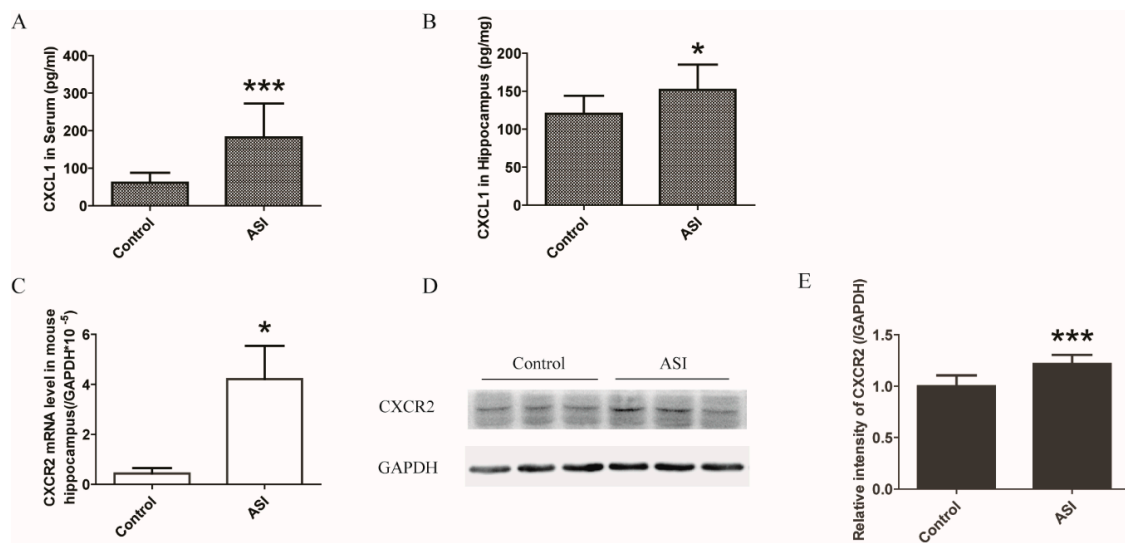 A
CXCL1 in Serum (pg/ml)
400
300
200
100
0
***
Control
ASI
B
CXCL1 in Hippocampus (pg/mg)
200
150
100
50
0
*
Control
ASI
C
CXCR2 mRNA level in mouse
hippocampus(/GAPDH*10 -5)
6
4
2
0
*
Control
ASI
D
Control ASI
CXCR2
GAPDH
E
Relative intensity of CXCR2 (/GAPDH)
1.5
1.0
0.5
0.0
***
Control
ASI